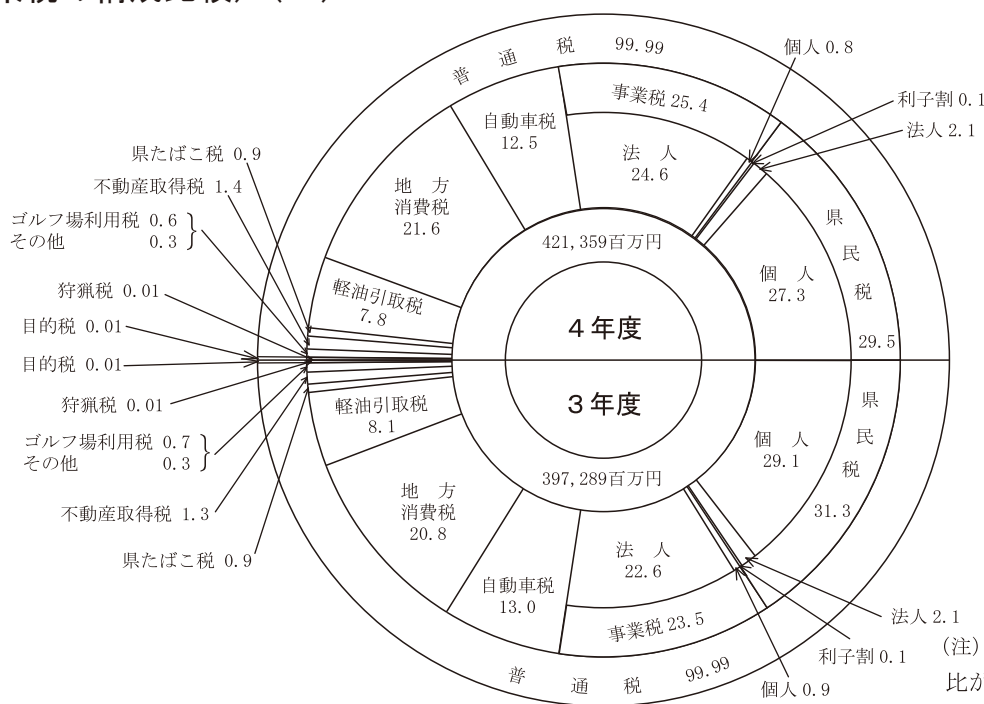 普通税 99.99
個人 0.8
利子割 0.1
法人 2.1
事業税 25.4
法人
24.6
自動車税
12.5
地方
消費税
21.6
軽油引取税
7.8
県たばこ税 0.9
不動産取得税 1.4
ゴルフ場利用税 0.6
その他 0.3
狩猟税 0.01
目的税 0.01
421,359百万円
4年度
個人
27.3
県民税
29.5
目的税 0.01
狩猟税 0.01
ゴルフ場利用税 0.7
その他 0.3
不動産取得税 1.3
県たばこ税 0.9
軽油引取税
8.1
地方
消費税
20.8
自動車税
13.0
3年度
397,289百万円
法人
22.6
事業税 23.5
個人
29.1
県民税
31.3
法人 2.1
利子割 0.1
個人 0.9
普通税 99.99
(注)